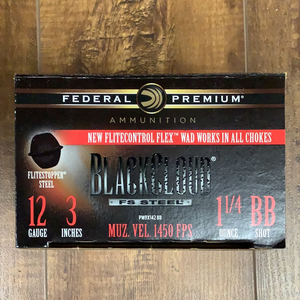 FEDERAL PREMIUM®
AMMUNITION
NEW FLITECONTROL FLEX™ WAD WORKS IN ALL CHOKES
FLITESTOPPER™
STEEL
BLACKCLOUD®
FS STEEL®
12 GAUGE
3 INCHES
PWBX142 BB
MUZ. VEL. 1450 FPS
1 1/4 OUNCE
BB SHOT